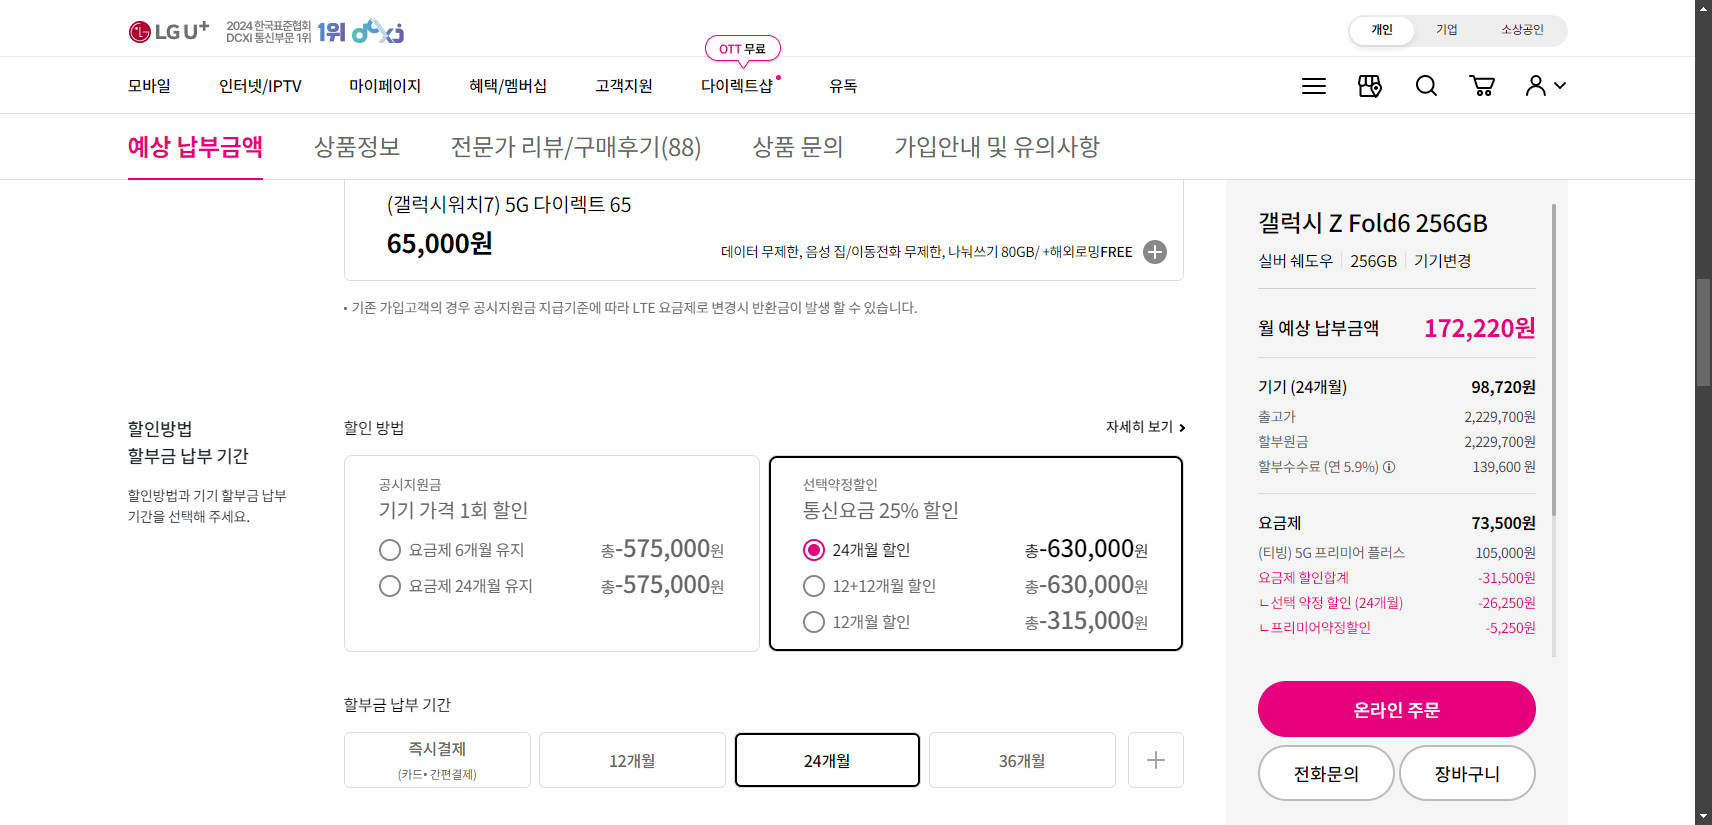 LG U+
2024 한국표준협회
DCXI 통신부문 1위
1위 dcxi
개인
기업
소상공인
OTT 무료
모바일
인터넷/IPTV
마이페이지
혜택/멤버십
고객지원
다이렉트샵
유독
예상 납부금액
상품정보
전문가 리뷰/구매후기(88)
상품 문의
가입안내 및 유의사항
(갤럭시워치7) 5G 다이렉트 65
65,000원
데이터 무제한, 음성 집/이동전화 무제한, 나눠쓰기 80GB/ +해외로밍FREE
• 기존 가입고객의 경우 공시지원금 지급기준에 따라 LTE 요금제로 변경시 반환금이 발생 할 수 있습니다.
할인방법
할부금 납부 기간
할인방법과 기기 할부금 납부
기간을 선택해 주세요.
할인 방법
자세히 보기
공시지원금
기기 가격 1회 할인
요금제 6개월 유지 총-575,000원
요금제 24개월 유지 총-575,000원
선택약정할인
통신요금 25% 할인
24개월 할인 총-630,000원
12+12개월 할인 총-630,000원
12개월 할인 총-315,000원
할부금 납부 기간
즉시결제
(카드• 간편결제)
12개월
24개월
36개월
갤럭시 Z Fold6 256GB
실버 쉐도우 256GB 기기변경
월 예상 납부금액 172,220원
기기 (24개월) 98,720원
출고가 2,229,700원
할부원금 2,229,700원
할부수수료 (연 5.9%) 139,600 원
요금제 73,500원
(티빙) 5G 프리미어 플러스 105,000원
요금제 할인합계 -31,500원
ㄴ선택 약정 할인 (24개월) -26,250원
ㄴ프리미어약정할인 -5,250원
온라인 주문
전화문의
장바구니